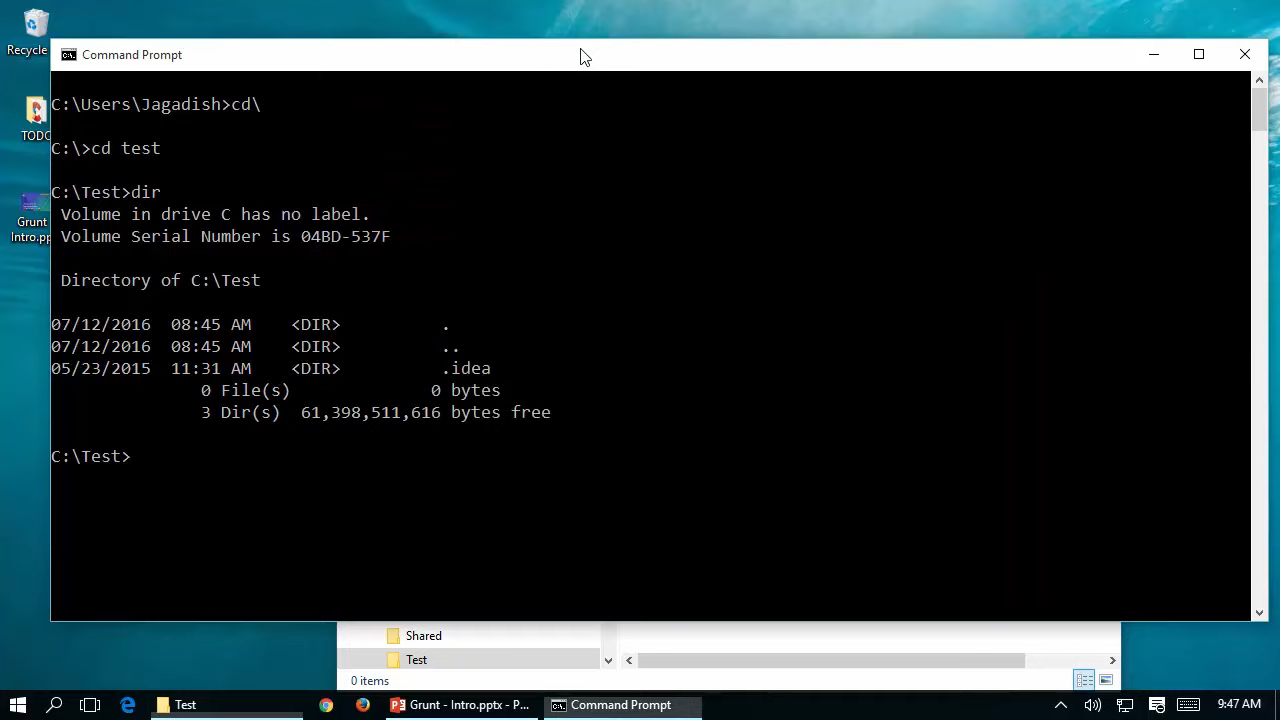 Recycle
TODO
Grunt
Intro.pp
Command Prompt
C:\Users\Jagadish>cd\
C:\>cd test
C:\Test>dir
 Volume in drive C has no label.
 Volume Serial Number is 04BD-537F
 Directory of C:\Test
07/12/2016  08:45 AM    <DIR>          .
07/12/2016  08:45 AM    <DIR>          ..
05/23/2015  11:31 AM    <DIR>          .idea
               0 File(s)              0 bytes
               3 Dir(s)  61,398,511,616 bytes free
C:\Test>
Shared
Test
0 items
Test
Grunt - Intro.pptx - P...
Command Prompt
9:47 AM